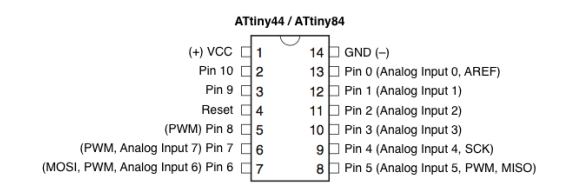 ATtiny44 / ATtiny84
(+) VCC 1 14 GND (–)
Pin 10 2 13 Pin 0 (Analog Input 0, AREF)
Pin 9 3 12 Pin 1 (Analog Input 1)
Reset 4 11 Pin 2 (Analog Input 2)
(PWM) Pin 8 5 10 Pin 3 (Analog Input 3)
(PWM, Analog Input 7) Pin 7 6 9 Pin 4 (Analog Input 4, SCK)
(MOSI, PWM, Analog Input 6) Pin 6 7 8 Pin 5 (Analog Input 5, PWM, MISO)